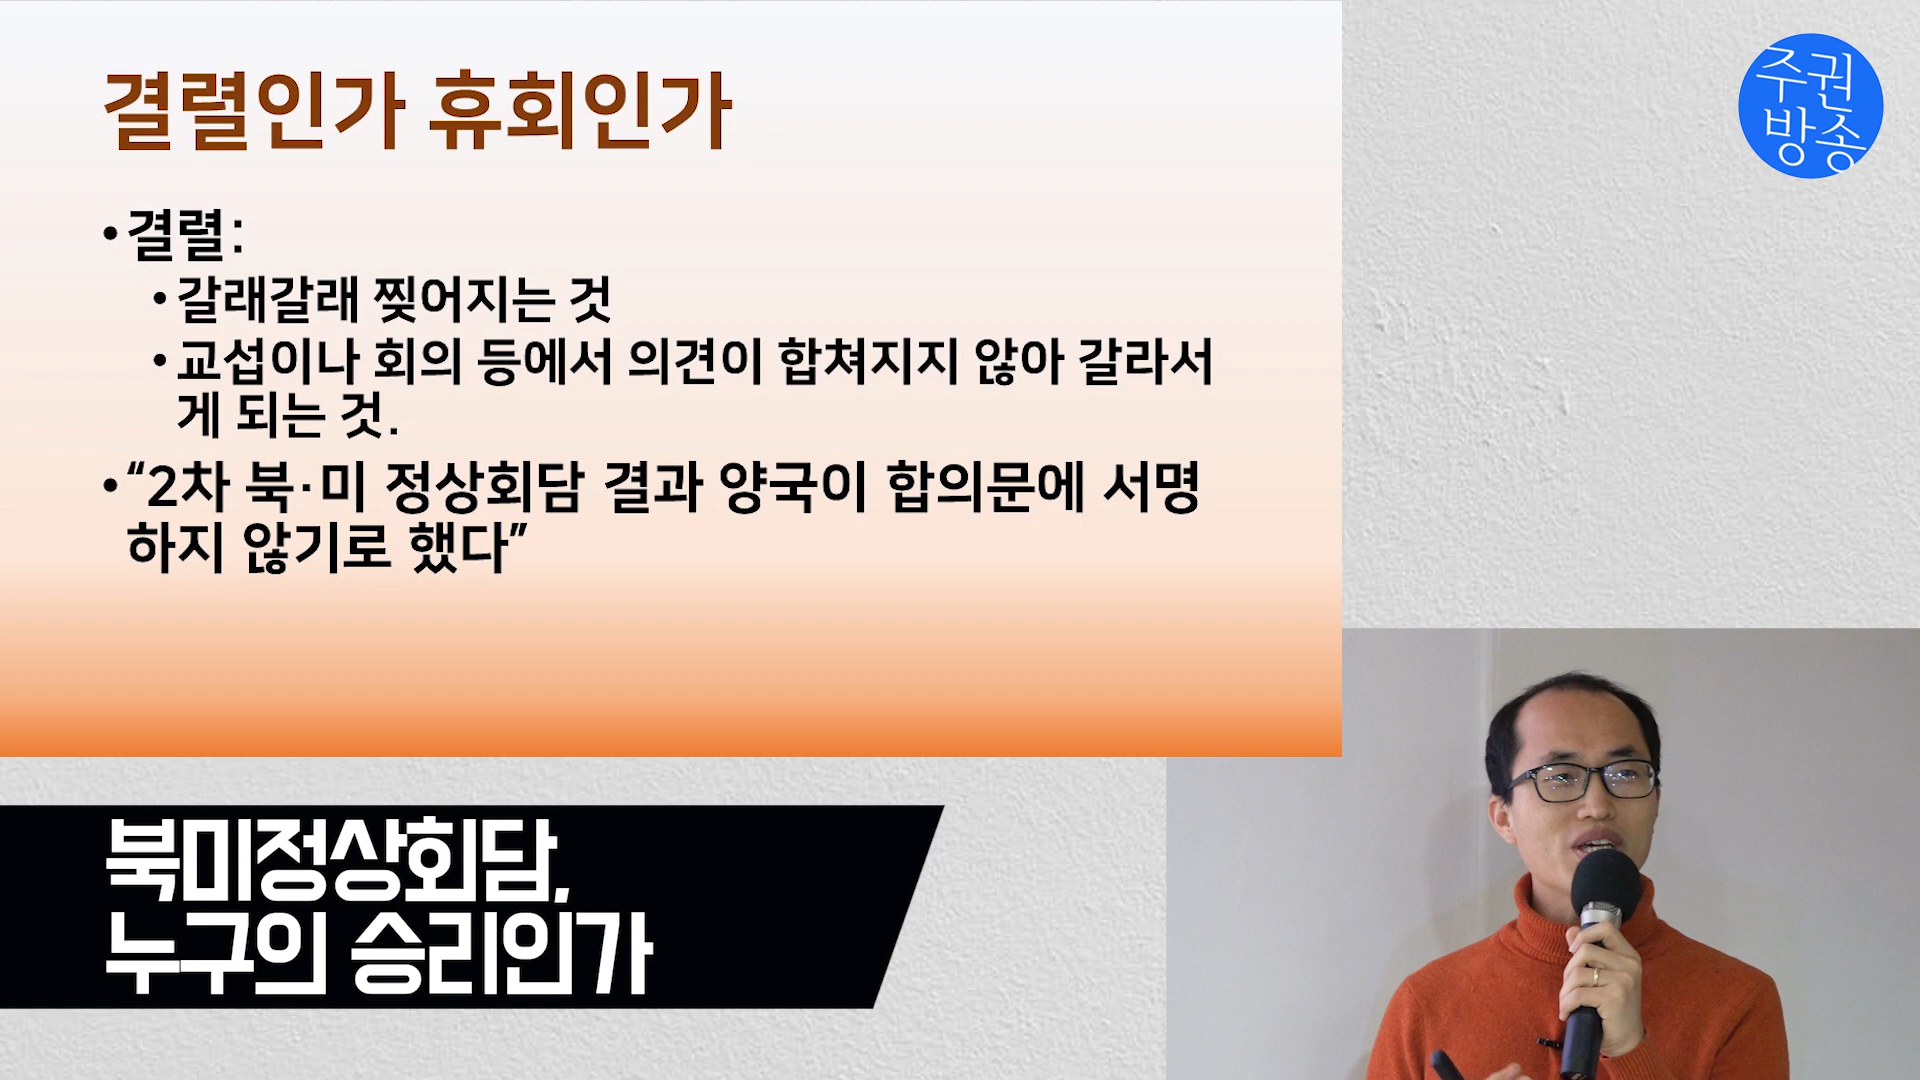 결렬인가 휴회인가
• 결렬:
• 갈래갈래 찢어지는 것
• 교섭이나 회의 등에서 의견이 합쳐지지 않아 갈라서
게 되는 것.
• “2차 북·미 정상회담 결과 양국이 합의문에 서명
하지 않기로 했다”
주권
방송
북미정상회담,
누구의 승리인가